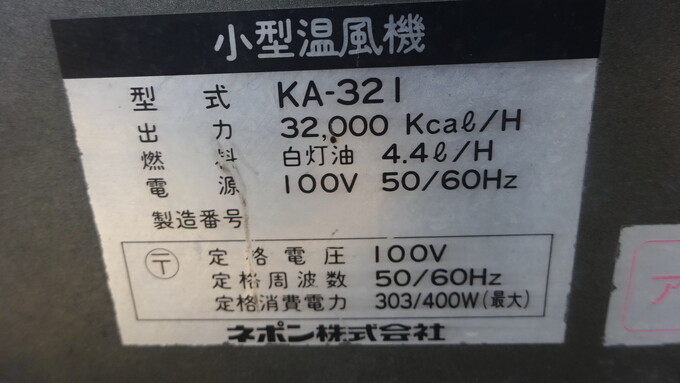 小型温風機
型式 KA-321
出力 32,000 Kcal/H
燃料 白灯油 4.4ℓ/H
電源 100V 50/60Hz
製造番号
〒 定格電圧 100V
定格周波数 50/60Hz
定格消費電力 303/400W(最大)
ネポン株式会社
ア